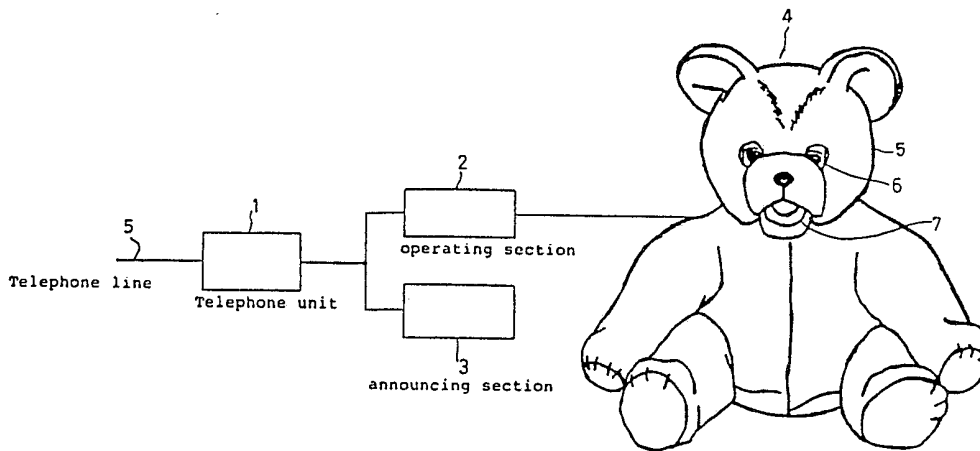 4
5
6
7
2
operating section
1
5
Telephone line
Telephone unit
3
announcing section